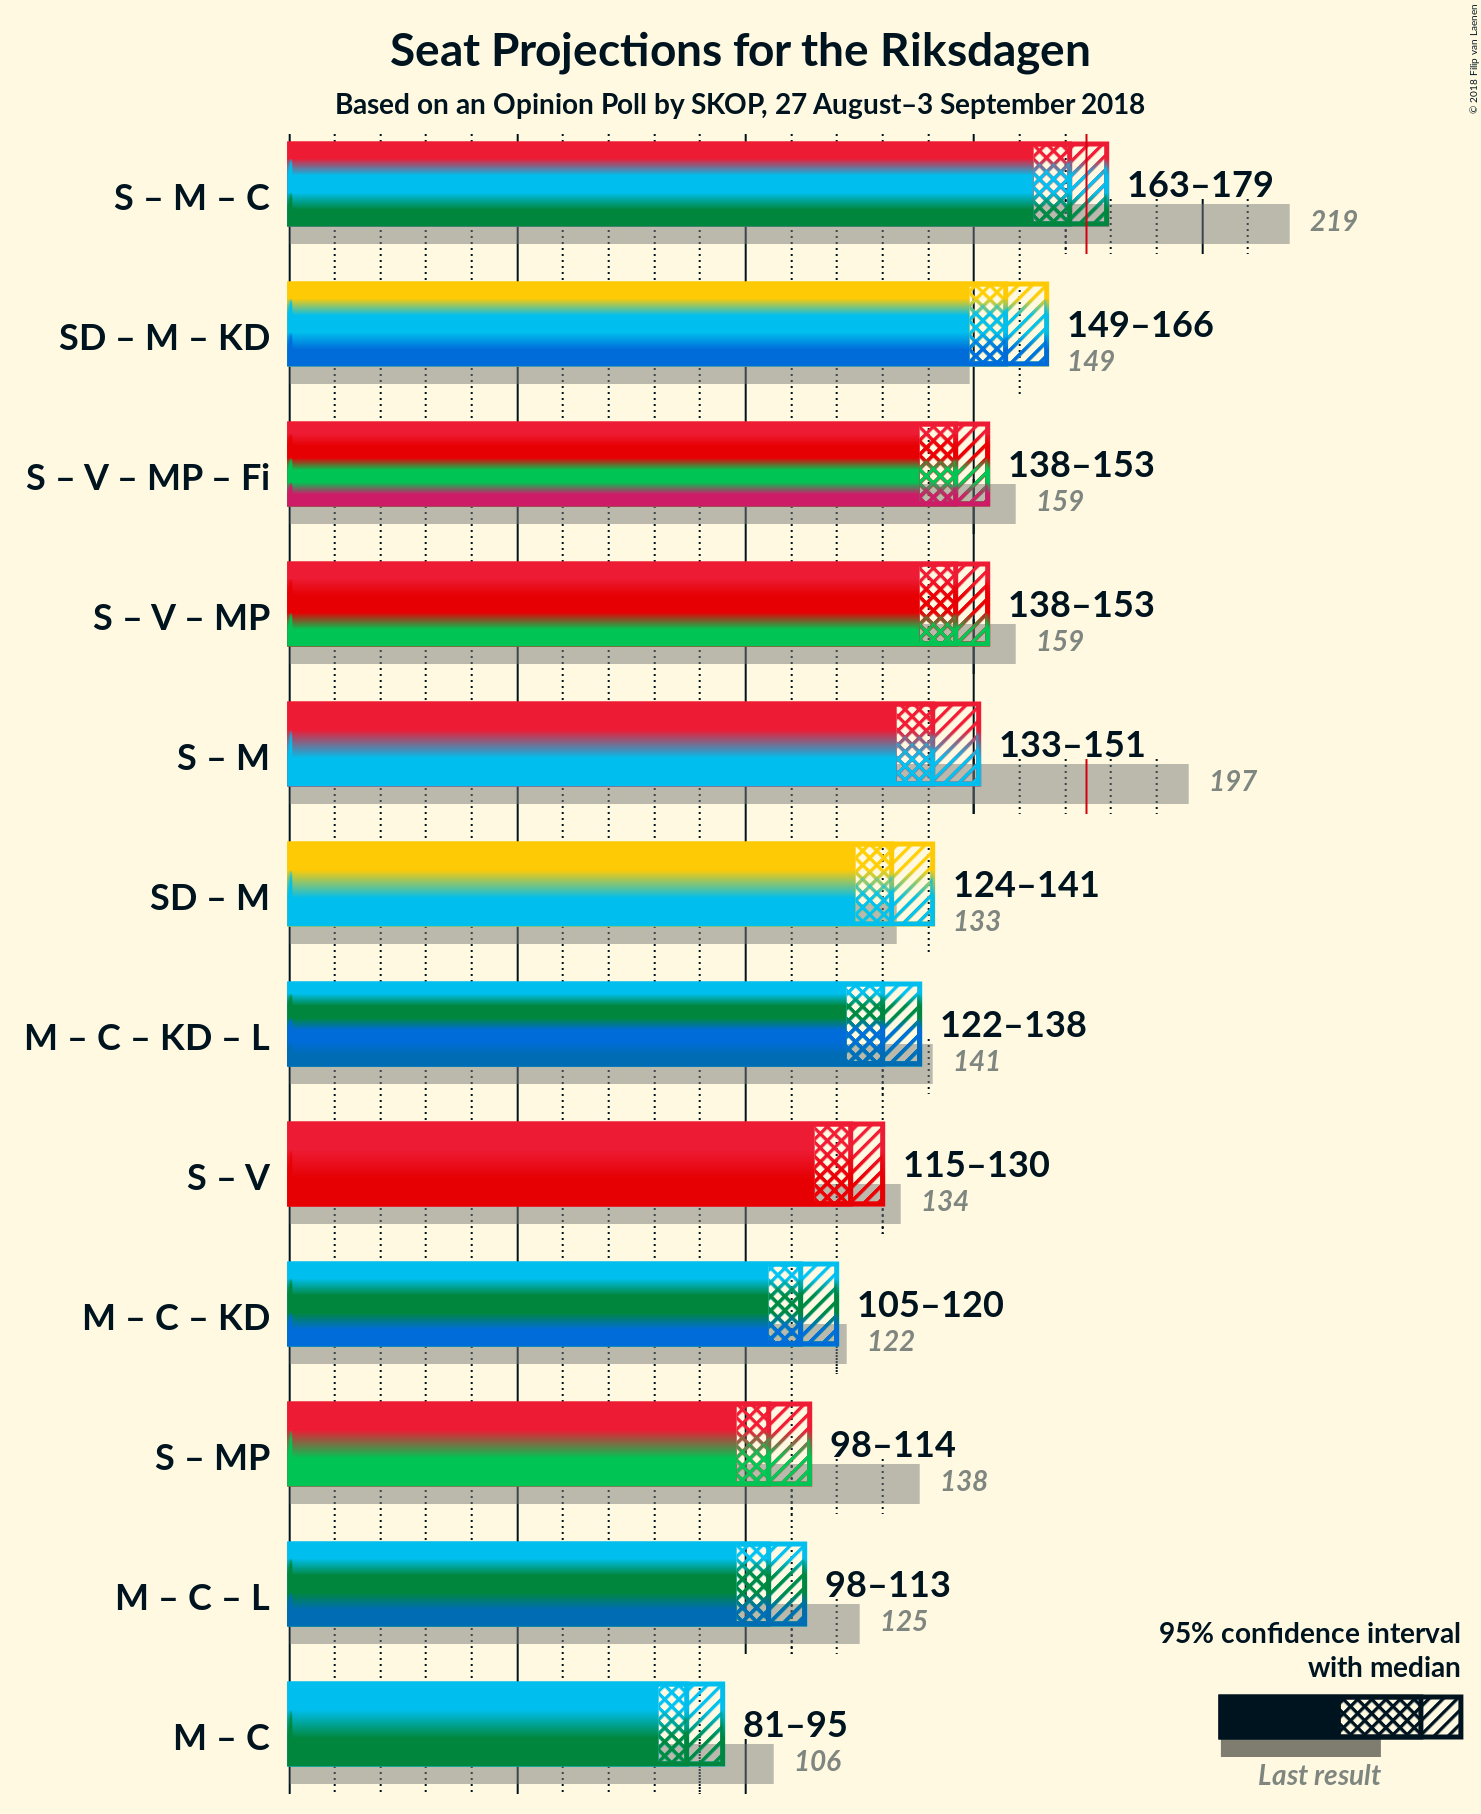 Seat Projections for the Riksdagen
Based on an Opinion Poll by SKOP, 27 August–3 September 2018
© 2018 Filip van Laenen
S – M – C
163–179
219
SD – M – KD
149–166
149
S – V – MP – Fi
138–153
159
S – V – MP
138–153
159
S – M
133–151
197
SD – M
124–141
133
M – C – KD – L
122–138
141
S – V
115–130
134
M – C – KD
105–120
122
S – MP
98–114
138
M – C – L
98–113
125
M – C
81–95
106
95% confidence interval
with median
Last result